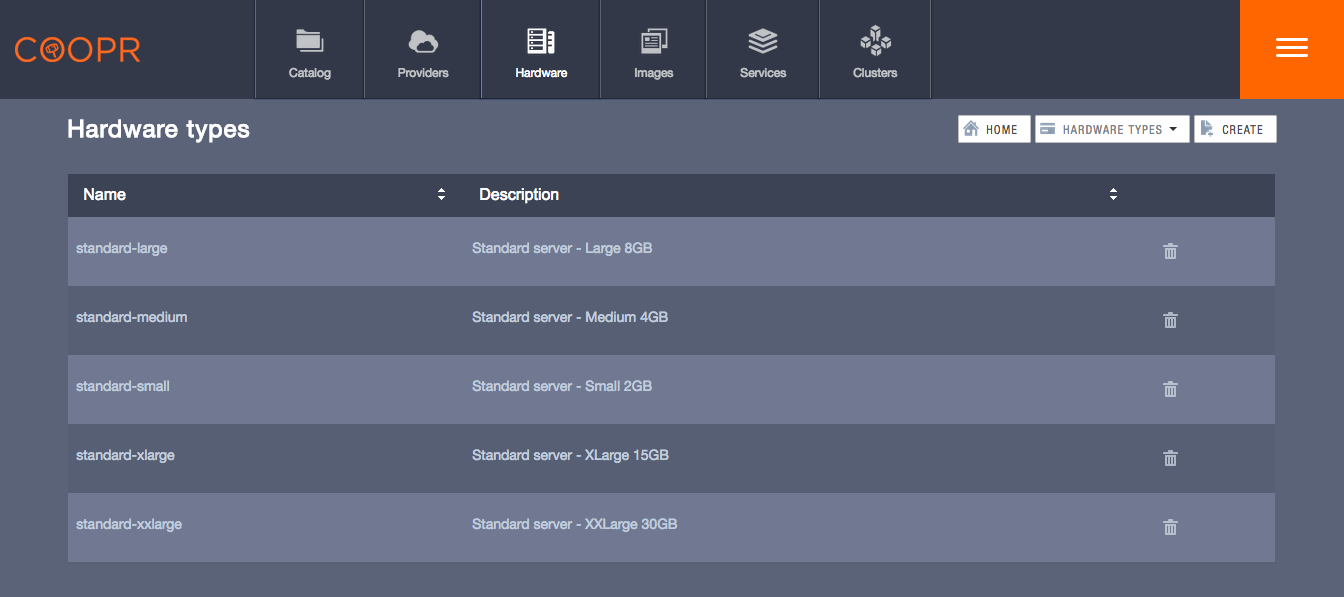 COOPR
Catalog
Providers
Hardware
Images
Services
Clusters
Hardware types
HOME
HARDWARE TYPES
CREATE
Name
Description
standard-large
Standard server - Large 8GB
standard-medium
Standard server - Medium 4GB
standard-small
Standard server - Small 2GB
standard-xlarge
Standard server - XLarge 15GB
standard-xxlarge
Standard server - XXLarge 30GB